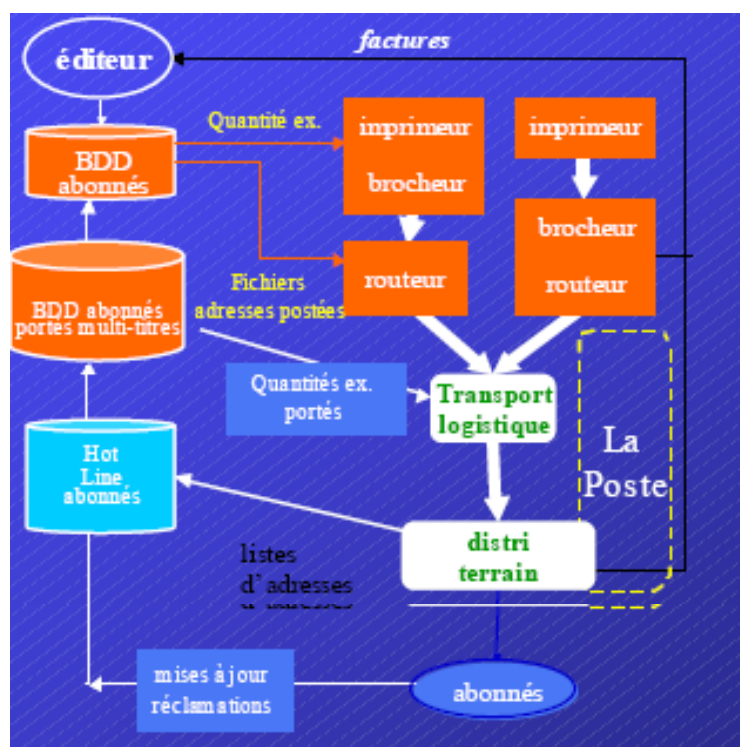 factures
éditeur
Quantité ex.
imprimeur
brocheur
imprimeur
BDD
abonnés
brocheur
routeur
routeur
Fichiers
adresses postées
BDD abonnés
portes multi-titres
Quantités ex.
portés
Transport
logistique
La
Poste
Hot
Line
abonnés
distri
terrain
listes
d'adresses
mises à jour
réclamations
abonnés